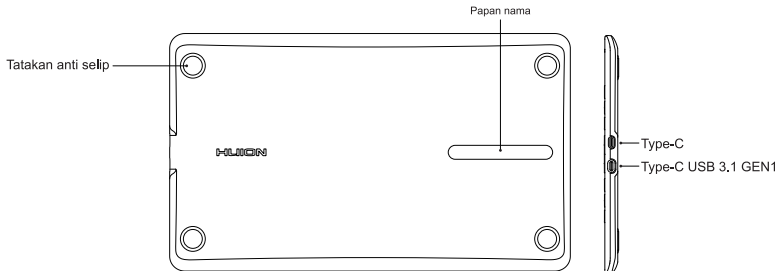 Papan nama
Tatakan anti selip
HUION
Type-C
Type-C USB 3.1 GEN1